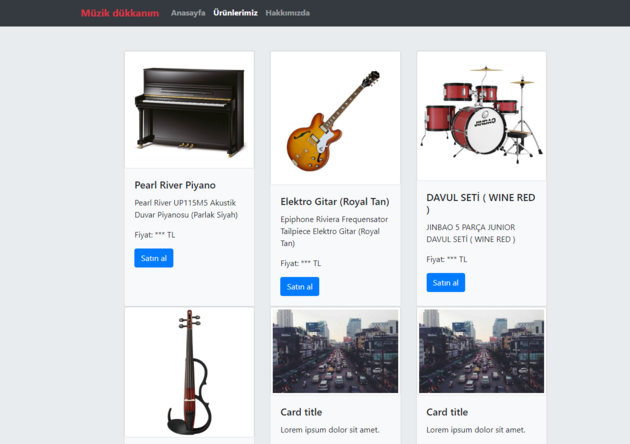 Müzik dükkanım Anasayfa Ürünlerimiz Hakkımızda
Pearl River Piyano
Pearl River UP115M5 Akustik
Duvar Piyanosu (Parlak Siyah)
Fiyat: *** TL
Satın al
Elektro Gitar (Royal Tan)
Epiphone Riviera Frequensator
Tailpiece Elektro Gitar (Royal
Tan)
Fiyat: *** TL
Satın al
DAVUL SETİ ( WINE RED
)
JINBAO 5 PARÇA JUNIOR
DAVUL SETİ ( WINE RED )
Fiyat: *** TL
Satın al
Card title
Lorem ipsum dolor sit amet.
Card title
Lorem ipsum dolor sit amet.